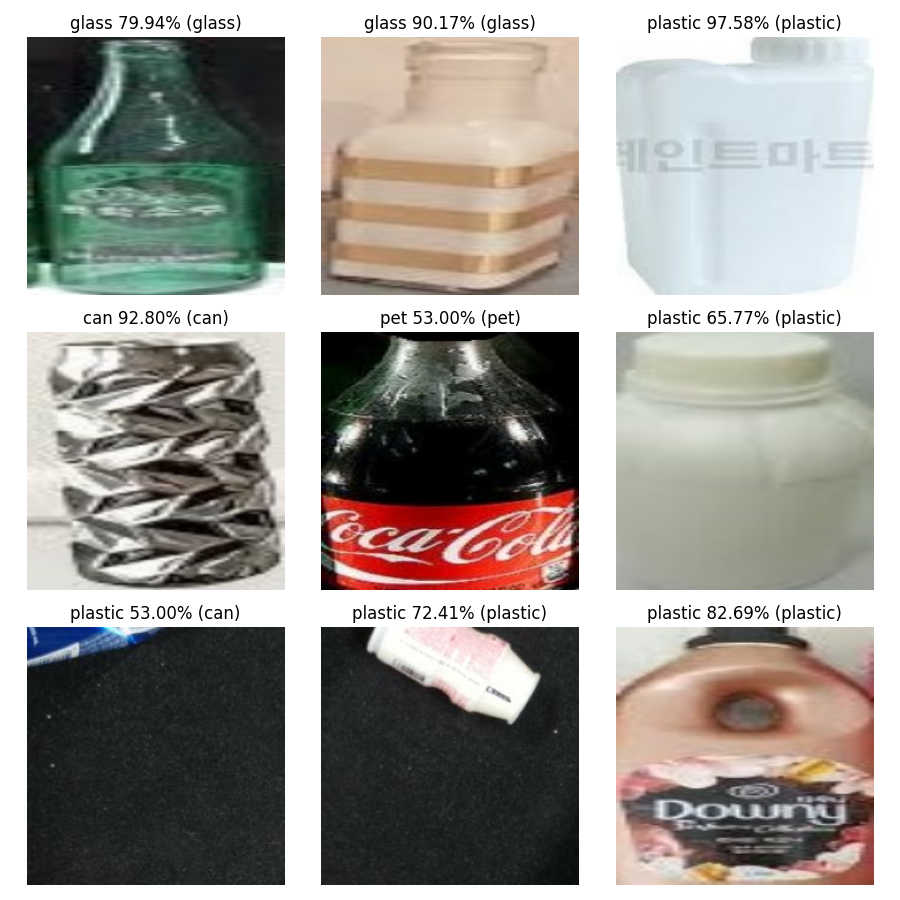 glass 79.94% (glass)
glass 90.17% (glass)
plastic 97.58% (plastic)
페인트마트
can 92.80% (can)
pet 53.00% (pet)
plastic 65.77% (plastic)
Coca-Cola
plastic 53.00% (can)
plastic 72.41% (plastic)
plastic 82.69% (plastic)
Downy